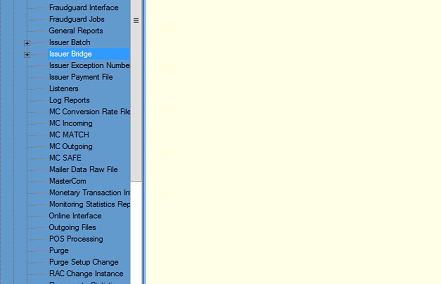 Fraudguard Interface
Fraudguard Jobs
General Reports
Issuer Batch
Issuer Bridge
Issuer Exception Numbe
Issuer Payment File
Listeners
Log Reports
MC Conversion Rate File
MC Incoming
MC MATCH
MC Outgoing
MC SAFE
Mailer Data Raw File
MasterCom
Monetary Transaction In
Monitoring Statistics Rep
Online Interface
Outgoing Files
POS Processing
Purge
Purge Setup Change
RAC Change Instance